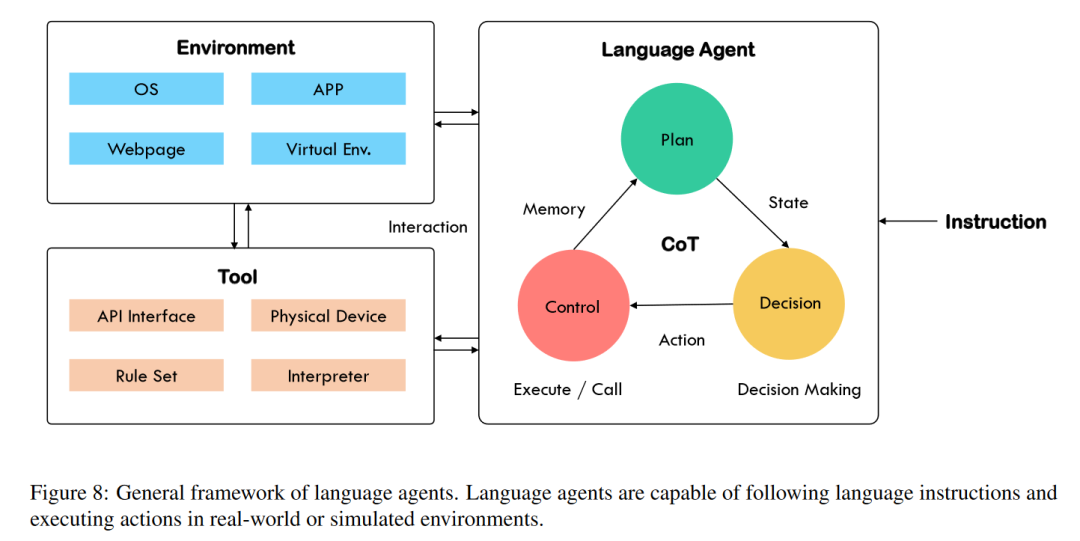 Environment
OS
APP
Webpage
Virtual Env.
Interaction
Tool
API Interface
Physical Device
Rule Set
Interpreter
Language Agent
Plan
Memory
State
CoT
Control
Decision
Action
Execute / Call
Decision Making
Instruction
Figure 8: General framework of language agents. Language agents are capable of following language instructions and
executing actions in real-world or simulated environments.